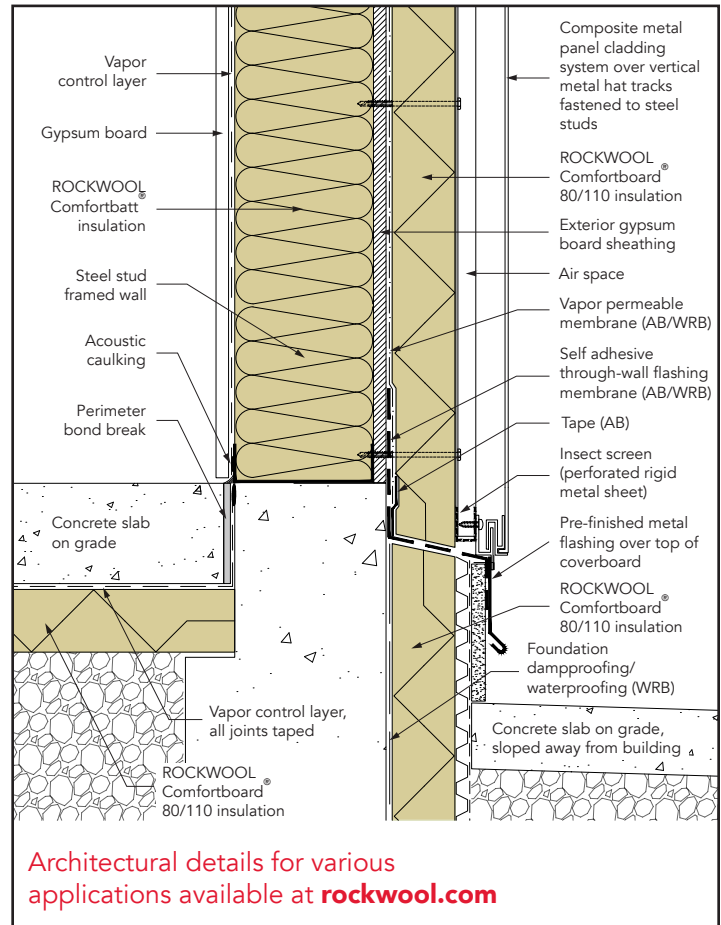 Vapor
control layer
Gypsum board
ROCKWOOL
Comfortbatt®
insulation
Steel stud
framed wall
Acoustic
caulking
Perimeter
bond break
Concrete slab
on grade
Vapor control layer,
all joints taped
ROCKWOOL
Comfortboard®
80/110 insulation
Composite metal
panel cladding
system over vertical
metal hat tracks
fastened to steel
studs
ROCKWOOL
Comfortboard®
80/110 insulation
Exterior gypsum
board sheathing
Air space
Vapor permeable
membrane (AB/WRB)
Self adhesive
through-wall flashing
membrane (AB/WRB)
Tape (AB)
Insect screen
(perforated rigid
metal sheet)
Pre-finished metal
flashing over top of
coverboard
ROCKWOOL
Comfortboard®
80/110 insulation
Foundation
dampproofing/
waterproofing (WRB)
Concrete slab on grade,
sloped away from building
Architectural details for various
applications available at rockwool.com